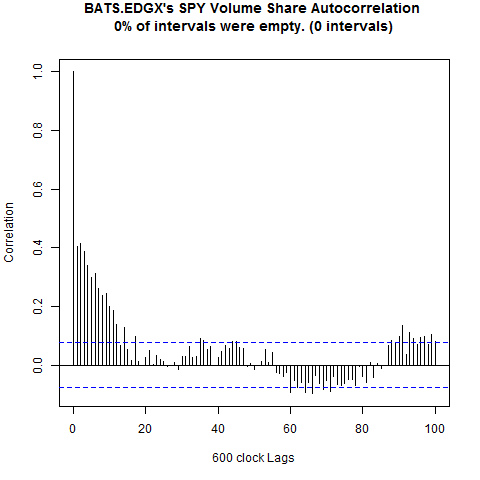 BATS.EDGX's SPY Volume Share Autocorrelation
0% of intervals were empty. (0 intervals)
1.0
0.8
0.6
0.4
0.2
0.0
Correlation
0 20 40 60 80 100
600 clock Lags